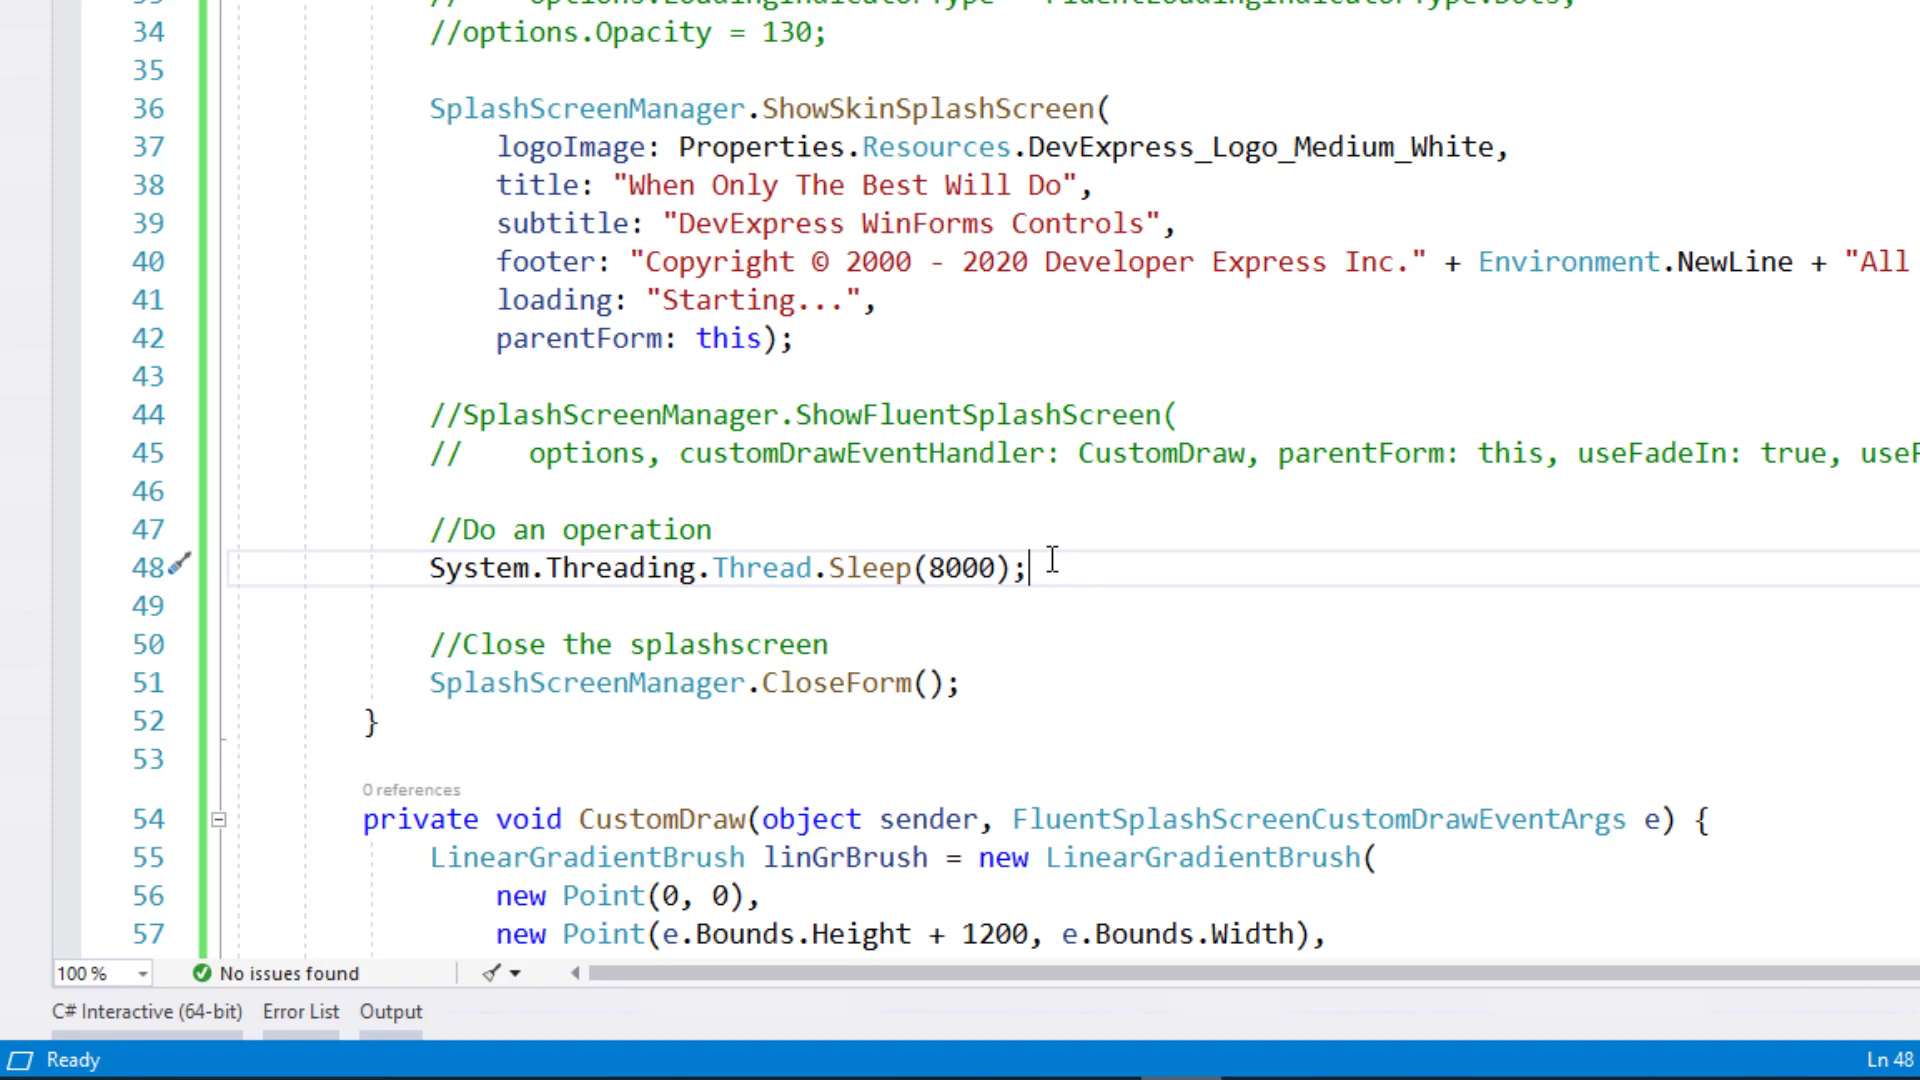 //options.Opacity = 130;
SplashScreenManager.ShowSkinSplashScreen(
logoImage: Properties.Resources.DevExpress_Logo_Medium_White,
title: "When Only The Best Will Do",
subtitle: "DevExpress WinForms Controls",
footer: "Copyright © 2000 - 2020 Developer Express Inc." + Environment.NewLine + "All
loading: "Starting...",
parentForm: this);
//SplashScreenManager.ShowFluentSplashScreen(
//    options, customDrawEventHandler: CustomDraw, parentForm: this, useFadeIn: true,
//Do an operation
System.Threading.Thread.Sleep(8000);
//Close the splashscreen
SplashScreenManager.CloseForm();
}
0 references
private void CustomDraw(object sender, FluentSplashScreenCustomDrawEventArgs e) {
LinearGradientBrush linGrBrush = new LinearGradientBrush(
new Point(0, 0),
new Point(e.Bounds.Height + 1200, e.Bounds.Width),
34
35
36
37
38
39
40
41
42
43
44
45
46
47
48
49
50
51
52
53
54
55
56
57
100 %
No issues found
C# Interactive (64-bit) Error List Output
Ready
Ln 48